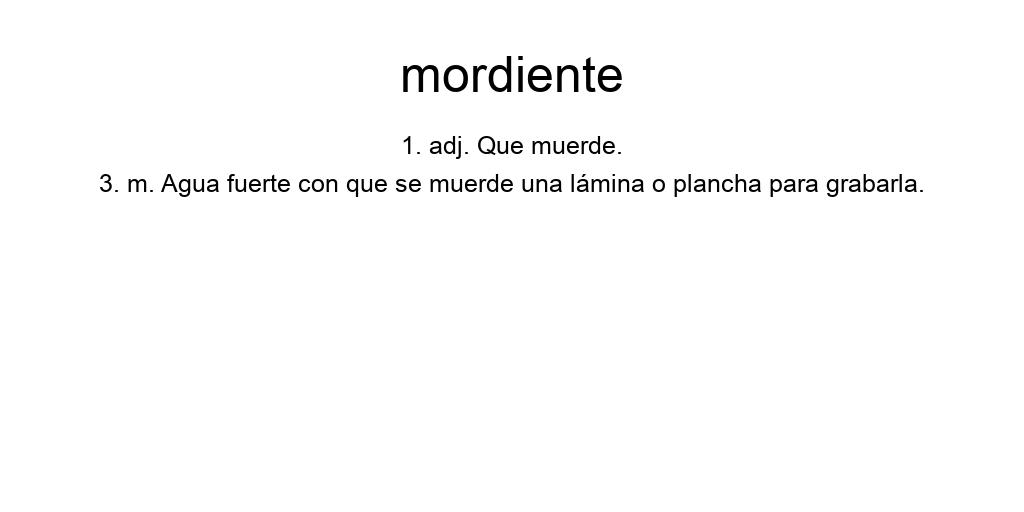 mordiente
1. adj. Que muerde.
3. m. Agua fuerte con que se muerde una lámina o plancha para grabarla.